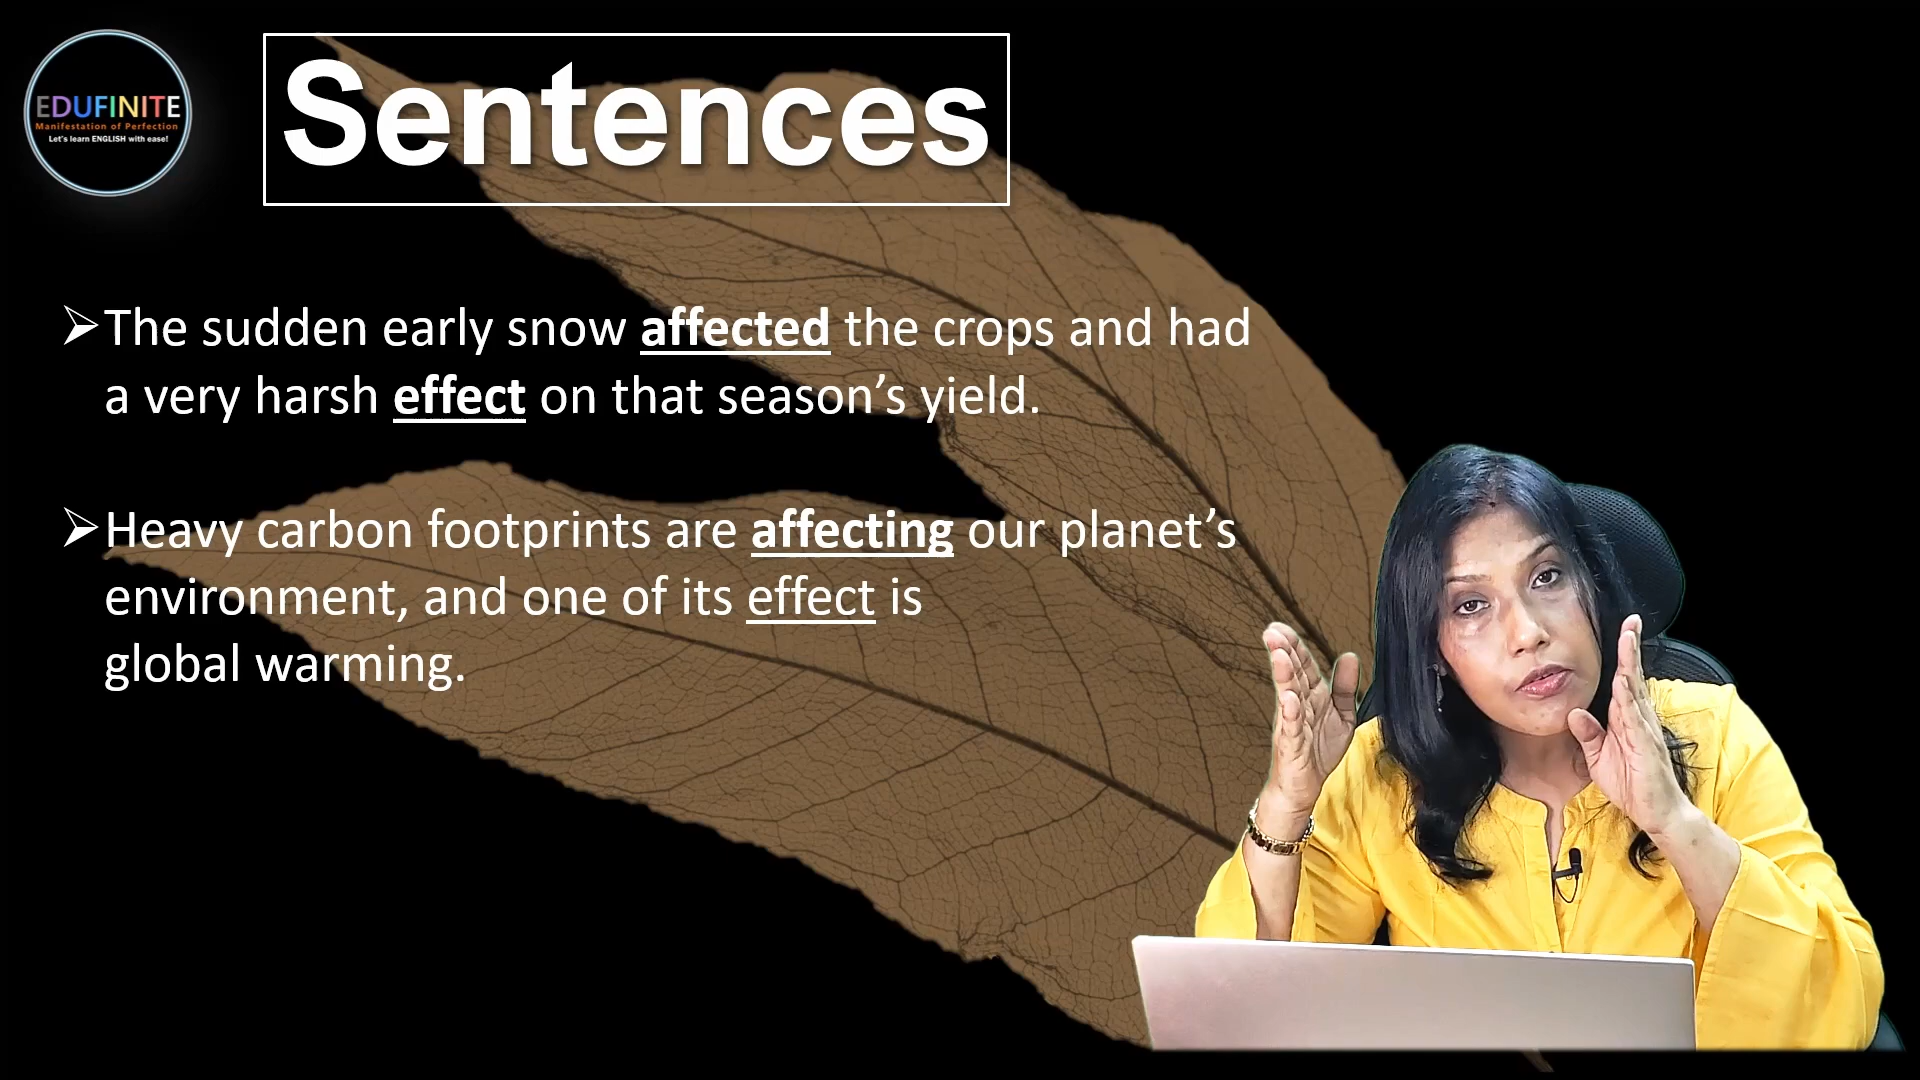 EDUFINITE
Manifestation of Perfection
Let's learn ENGLISH with ease!
Sentences
➢The sudden early snow affected the crops and had
a very harsh effect on that season’s yield.
➢Heavy carbon footprints are affecting our planet’s
environment, and one of its effect is
global warming.